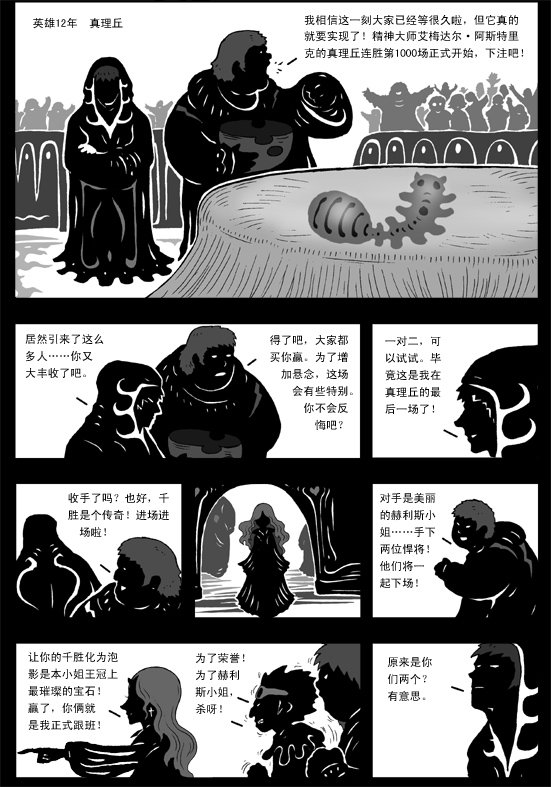 英雄12年 真理丘
我相信这一刻大家已经等很久啦，但它真的
就要实现了！精神大师艾梅达尔·阿斯特里
克的真理丘连胜第1000场正式开始，下注吧！
居然引来了这么
多人……你又
大丰收了吧。
得了吧，大家都
买你赢。为了增
加悬念，这场
会有些特别。
你不会反
悔吧？
一对二，可
以试试。毕
竟这是我在
真理丘的最
后一场了！
收手了吗？也好，千
胜是个传奇！进场进
场啦！
对手是美丽
的赫利斯小
姐……手下
两位悍将！
他们将一
起下场！
让你的千胜化为泡
影是本小姐王冠上
最璀璨的宝石！
赢了，你俩就
是我正式跟班！
为了荣誉！
为了赫利
斯小姐，
杀呀！
原来是你
们两个？
有意思。